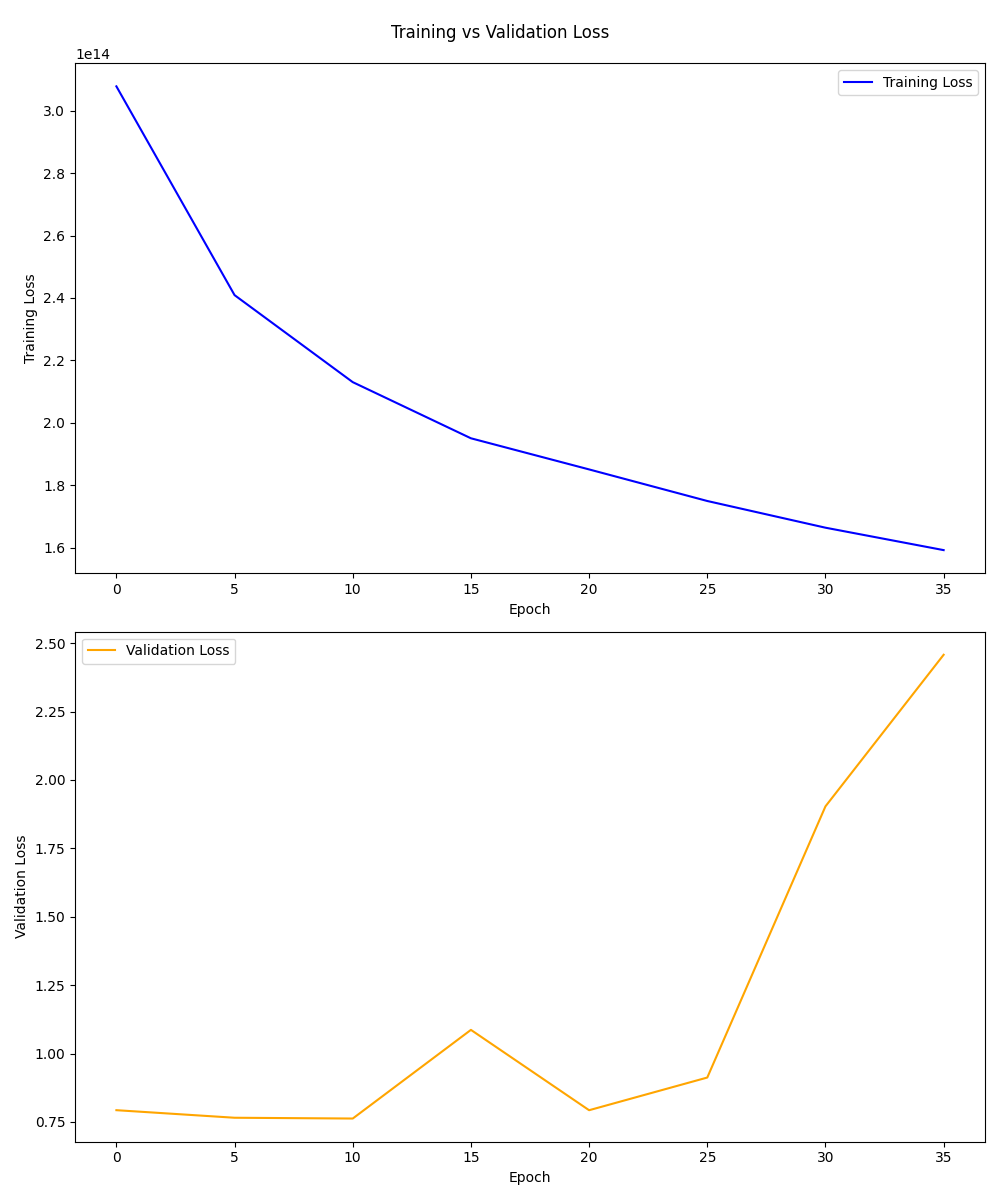 Training vs Validation Loss
1e14
Training Loss
3.0
2.8
2.6
2.4
2.2
2.0
1.8
1.6
Training Loss
0 5 10 15 20 25 30 35
Epoch
Validation Loss
2.50
2.25
2.00
1.75
1.50
1.25
1.00
0.75
Validation Loss
0 5 10 15 20 25 30 35
Epoch